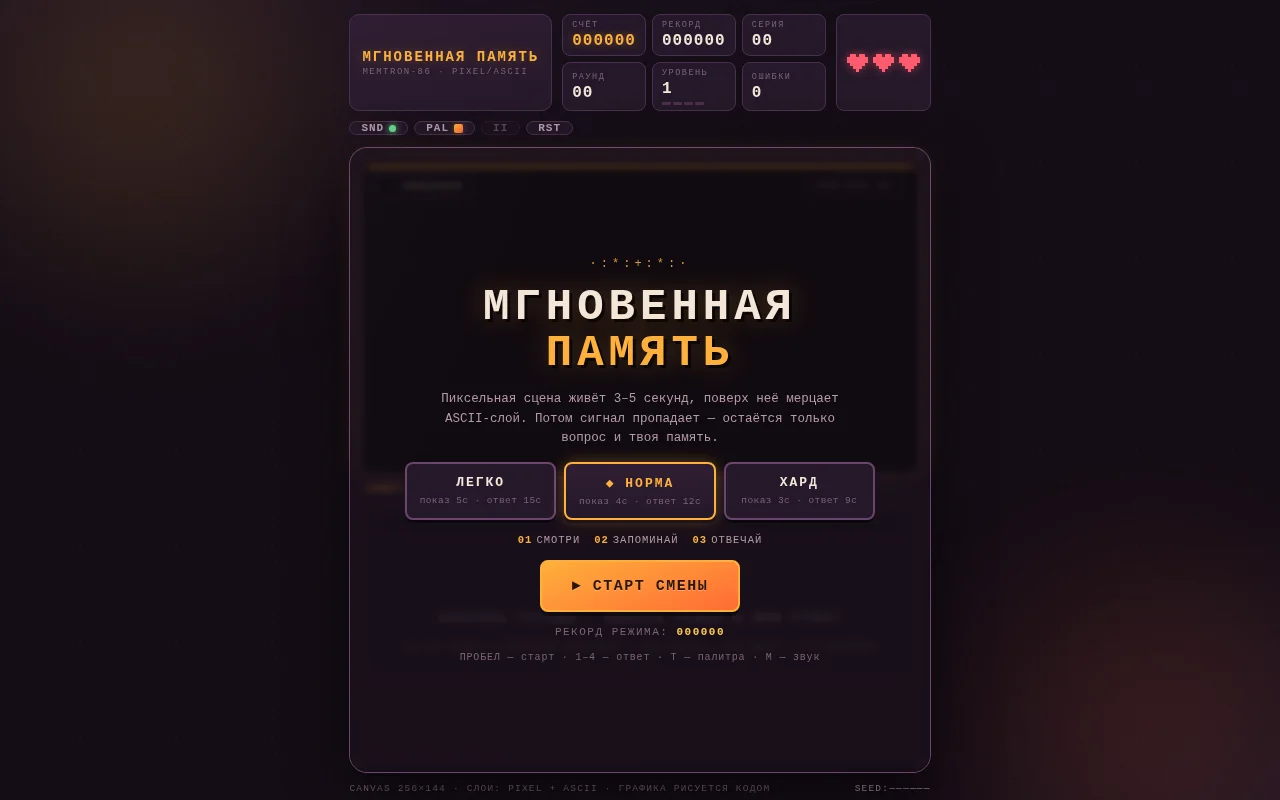 МГНОВЕННАЯ ПАМЯТЬ
MEMTRON-86 · PIXEL/ASCII
СЧЁТ
000000
РЕКОРД
000000
СЕРИЯ
00
РАУНД
00
УРОВЕНЬ
1
ОШИБКИ
0
SND
PAL
II
RST
·:*:+:*:·
МГНОВЕННАЯ
ПАМЯТЬ
Пиксельная сцена живёт 3–5 секунд, поверх неё мерцает
ASCII-слой. Потом сигнал пропадает — остаётся только
вопрос и твоя память.
ЛЕГКО
показ 5с · ответ 15с
◆ НОРМА
показ 4с · ответ 12с
ХАРД
показ 3с · ответ 9с
01 СМОТРИ 02 ЗАПОМИНАЙ 03 ОТВЕЧАЙ
► СТАРТ СМЕНЫ
РЕКОРД РЕЖИМА: 000000
ПРОБЕЛ — старт · 1–4 — ответ · T — палитра · M — звук
CANVAS 256×144 · СЛОИ: PIXEL + ASCII · ГРАФИКА РИСУЕТСЯ КОДОМ
SEED:——————